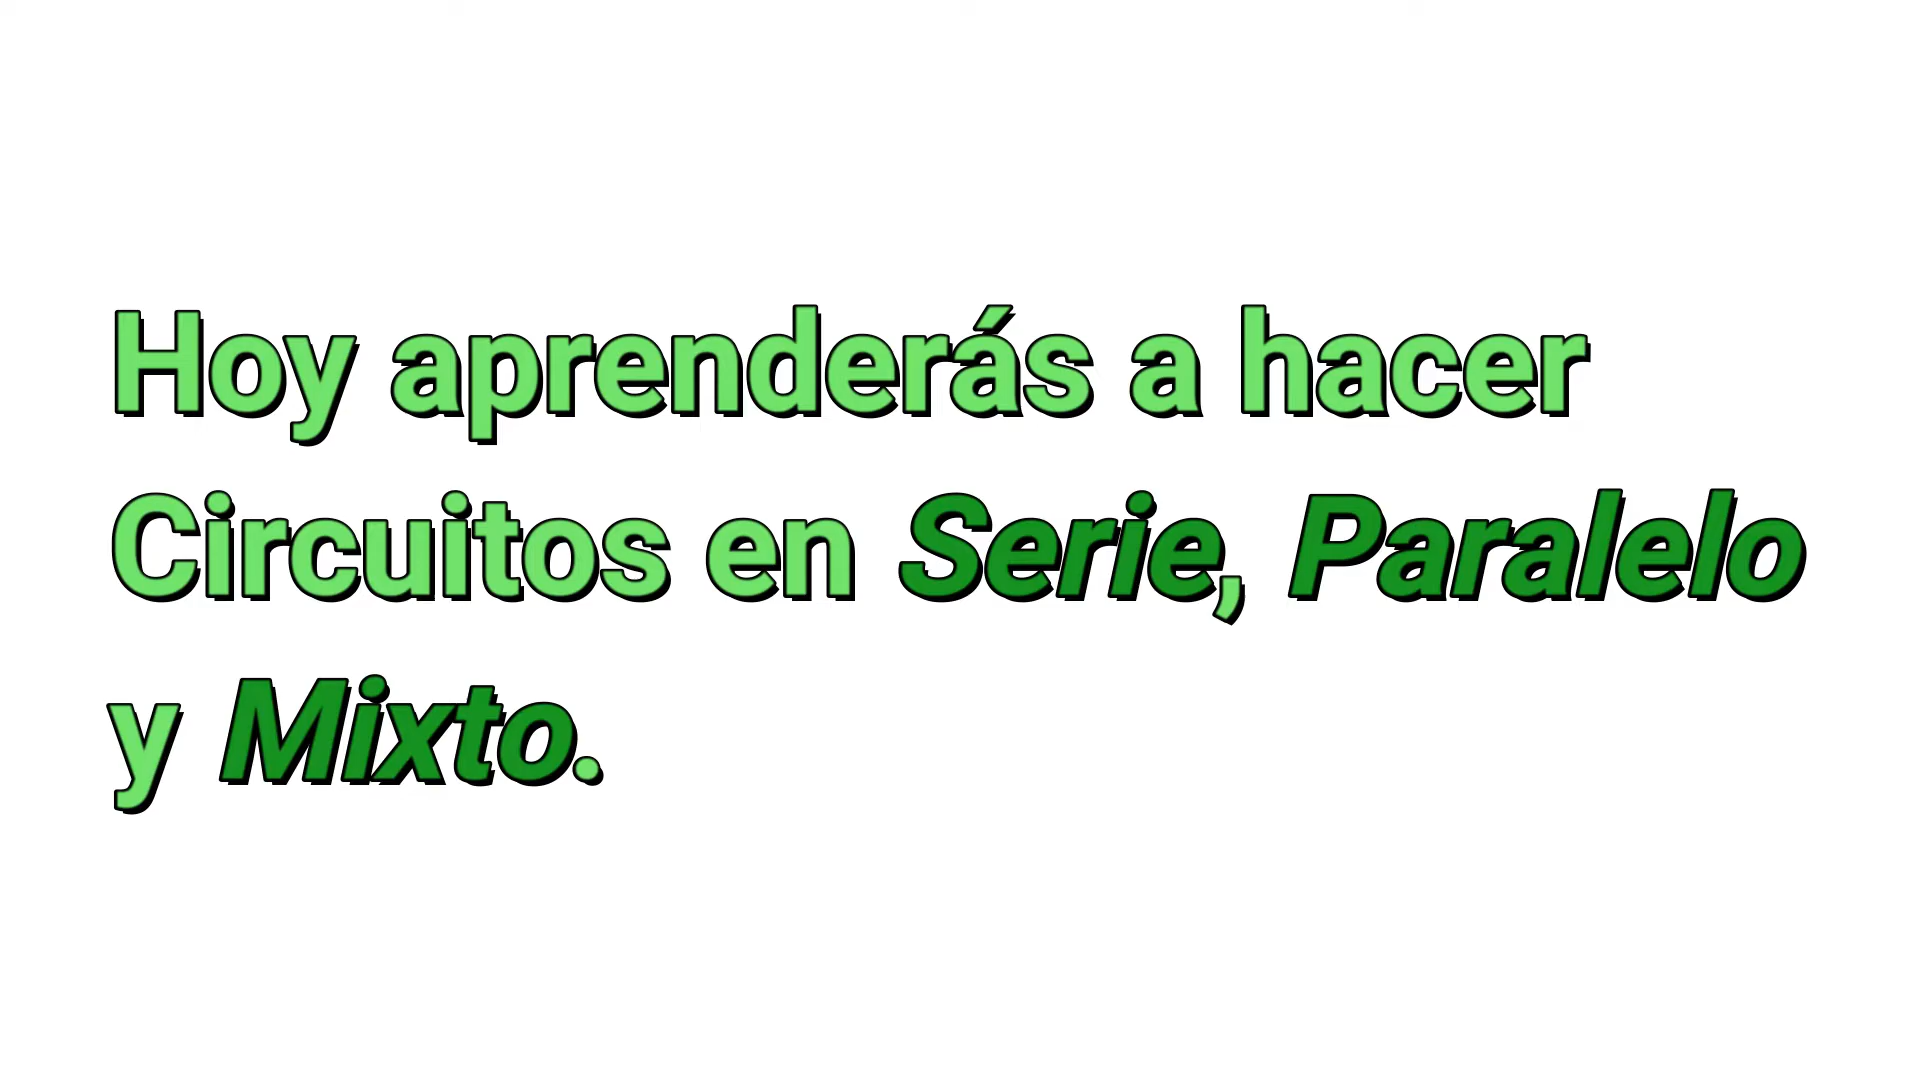 Hoy aprenderás a hacer
Circuitos en Serie, Paralelo
y Mixto.